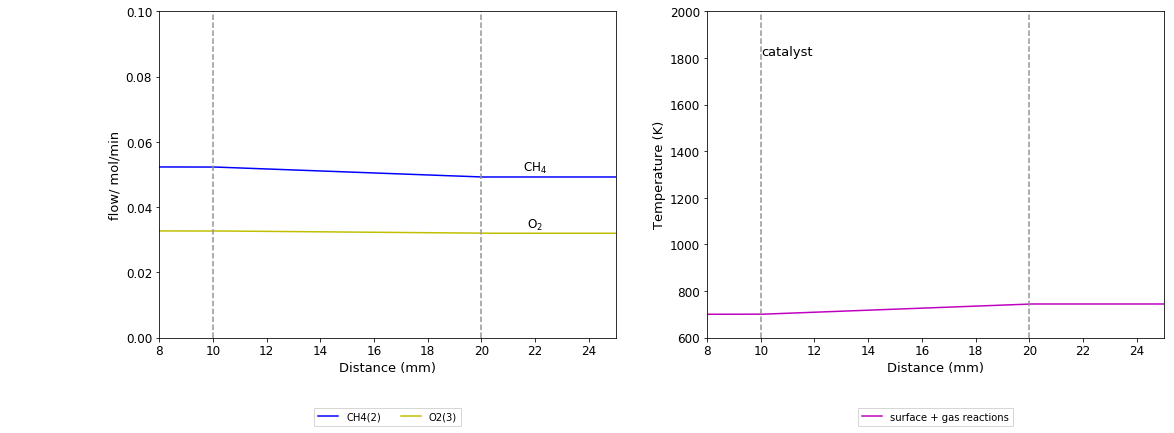 0.10
0.08
0.06
0.04
0.02
0.00
flow/ mol/min
CH4
O2
8 10 12 14 16 18 20 22 24
Distance (mm)
CH4(2) O2(3)
2000
1800
1600
1400
1200
1000
800
600
Temperature (K)
catalyst
8 10 12 14 16 18 20 22 24
Distance (mm)
surface + gas reactions